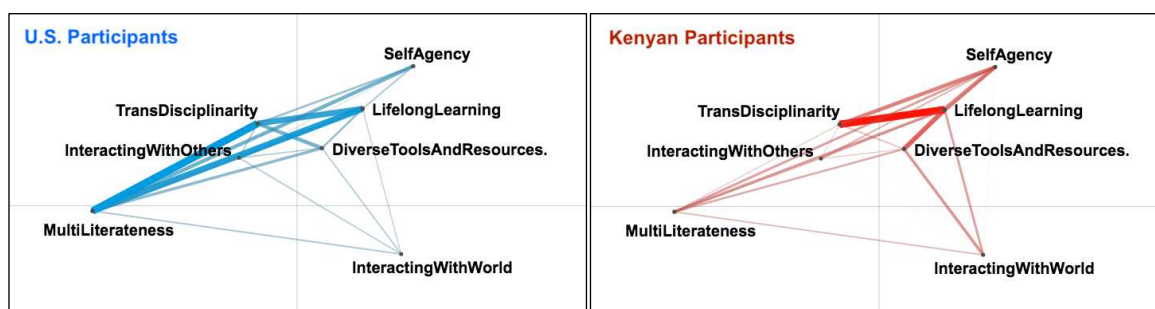 U.S. Participants
SelfAgency
TransDisciplinarity
LifelongLearning
InteractingWithOthers
DiverseToolsAndResources.
MultiLiterateness
InteractingWithWorld
Kenyan Participants
SelfAgency
TransDisciplinarity
LifelongLearning
InteractingWithOthers
DiverseToolsAndResources.
MultiLiterateness
InteractingWithWorld